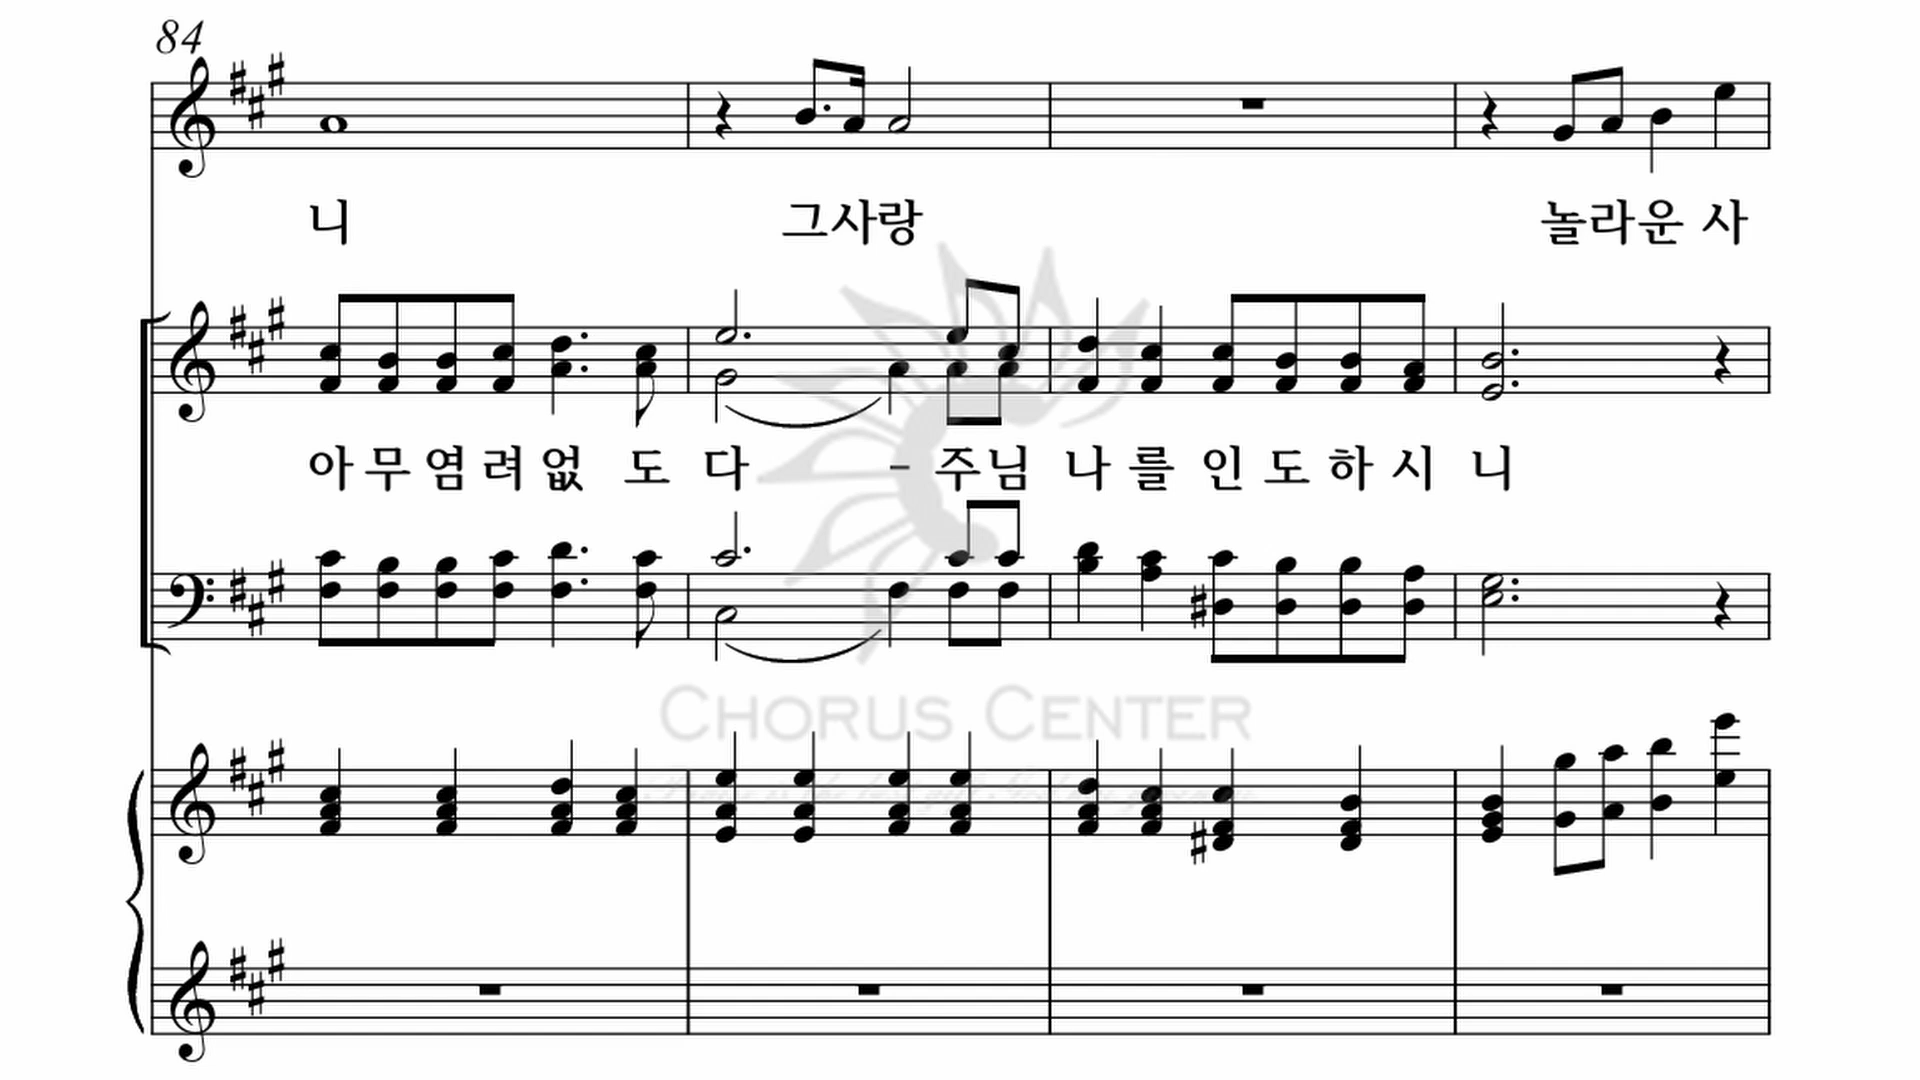 84
니 그사랑 놀라운 사
아무염려없 도 다 - 주님 나 를 인 도 하 시 니
CHORUS CENTER